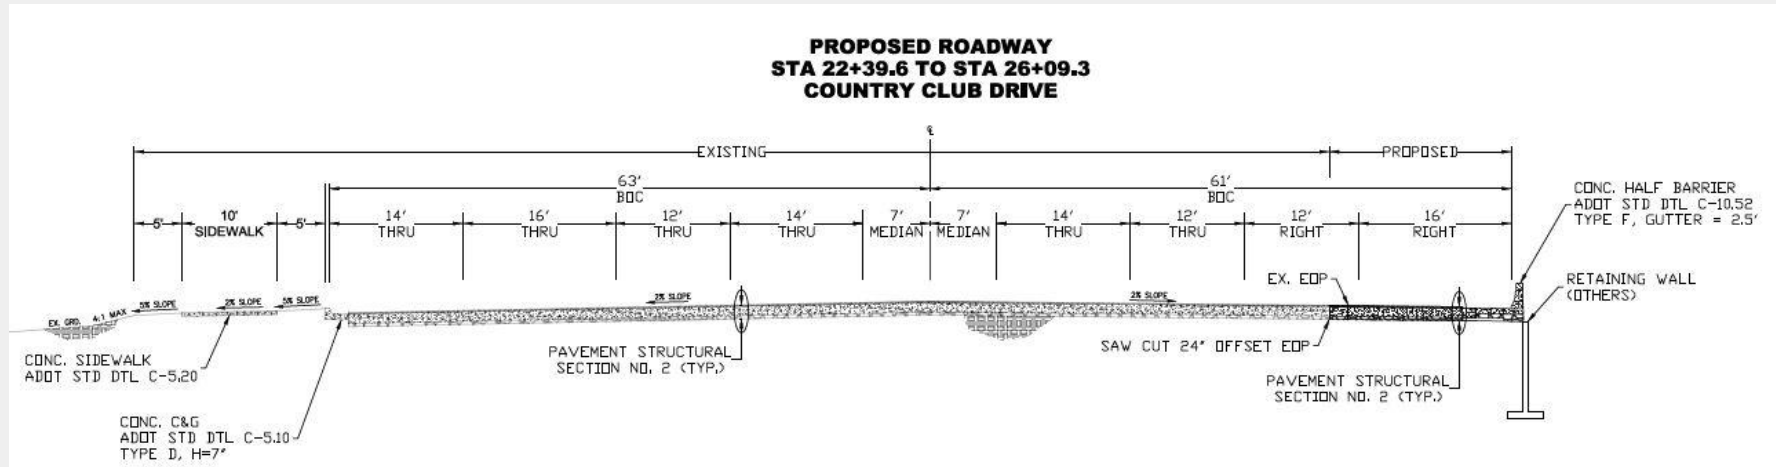 PROPOSED ROADWAY
STA 22+39.6 TO STA 26+09.3
COUNTRY CLUB DRIVE
℄
EXISTING
PROPOSED
63'
BOC
61'
BOC
5'
10'
SIDEWALK
5'
14'
THRU
16'
THRU
12'
THRU
14'
THRU
7'
MEDIAN
7'
MEDIAN
14'
THRU
12'
THRU
12'
RIGHT
16'
RIGHT
CONC. HALF BARRIER
ADOT STD DTL C-10.52
TYPE F, GUTTER = 2.5'
RETAINING WALL
(OTHERS)
EX. EOP
EX. GRD.
4:1 MAX
5% SLOPE
2% SLOPE
5% SLOPE
2% SLOPE
2% SLOPE
SAW CUT 24" OFFSET EOP
CONC. SIDEWALK
ADOT STD DTL C-5.20
PAVEMENT STRUCTURAL
SECTION NO. 2 (TYP.)
PAVEMENT STRUCTURAL
SECTION NO. 2 (TYP.)
CONC. C&G
ADOT STD DTL C-5.10
TYPE D, H=7"